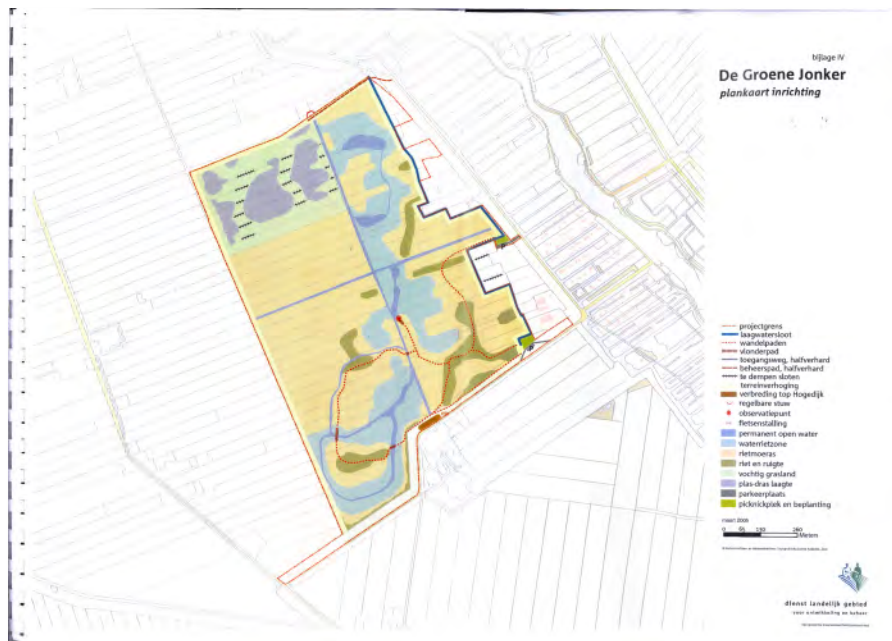 bijlage IV
De Groene Jonker
plankaart inrichting
projectgrens
laagwatersloot
wandelpaden
vlonderpad
toegangsweg, halfverhard
beheerspad, halfverhard
te dempen sloten
terreinverhoging
verbreding top Hogedijk
regelbare stuw
observatiepunt
fietsenstalling
permanent open water
waterrietzone
rietmoeras
riet en ruigte
vochtig grasland
plas-dras laagte
parkeerplaats
picknickplek en beplanting
maart 2006
0
65
130
260
Meters
dienst landelijk gebied
voor ontwikkeling en beheer